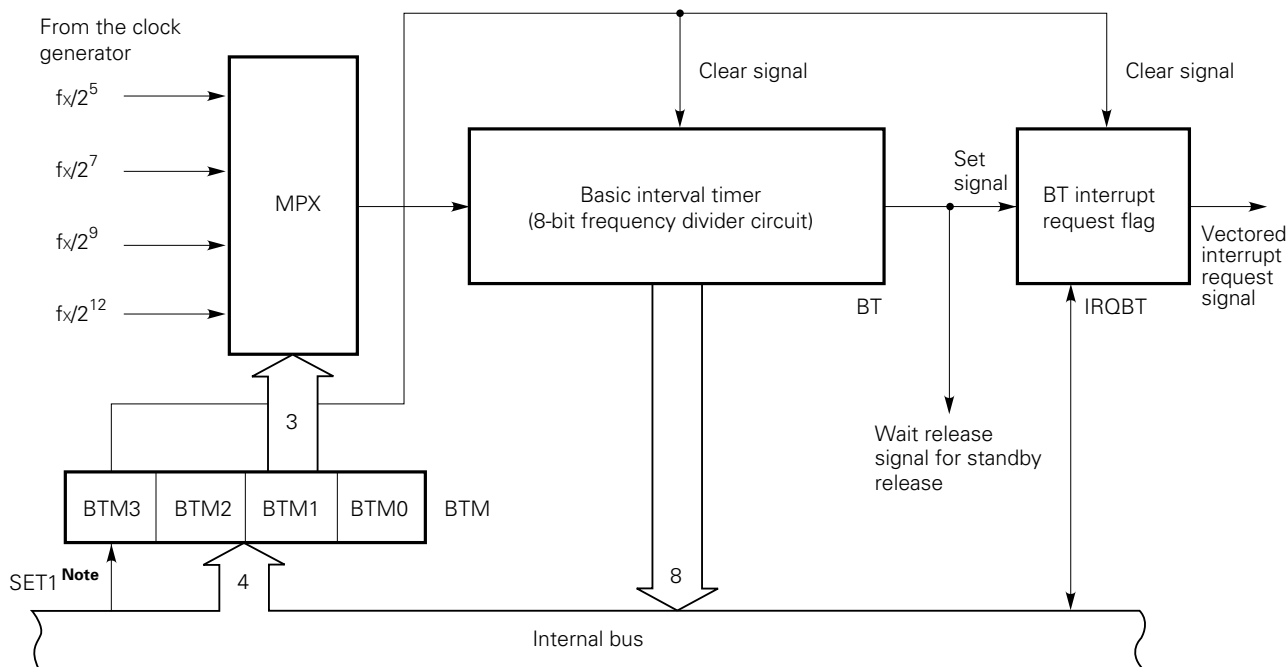 From the clock
generator
fx/2^5
fx/2^7
fx/2^9
fx/2^12
MPX
Clear signal
Clear signal
Basic interval timer
(8-bit frequency divider circuit)
BT
Set
signal
BT interrupt
request flag
IRQBT
Vectored
interrupt
request
signal
Wait release
signal for standby
release
3
BTM3
BTM2
BTM1
BTM0
BTM
SET1 Note
4
8
Internal bus